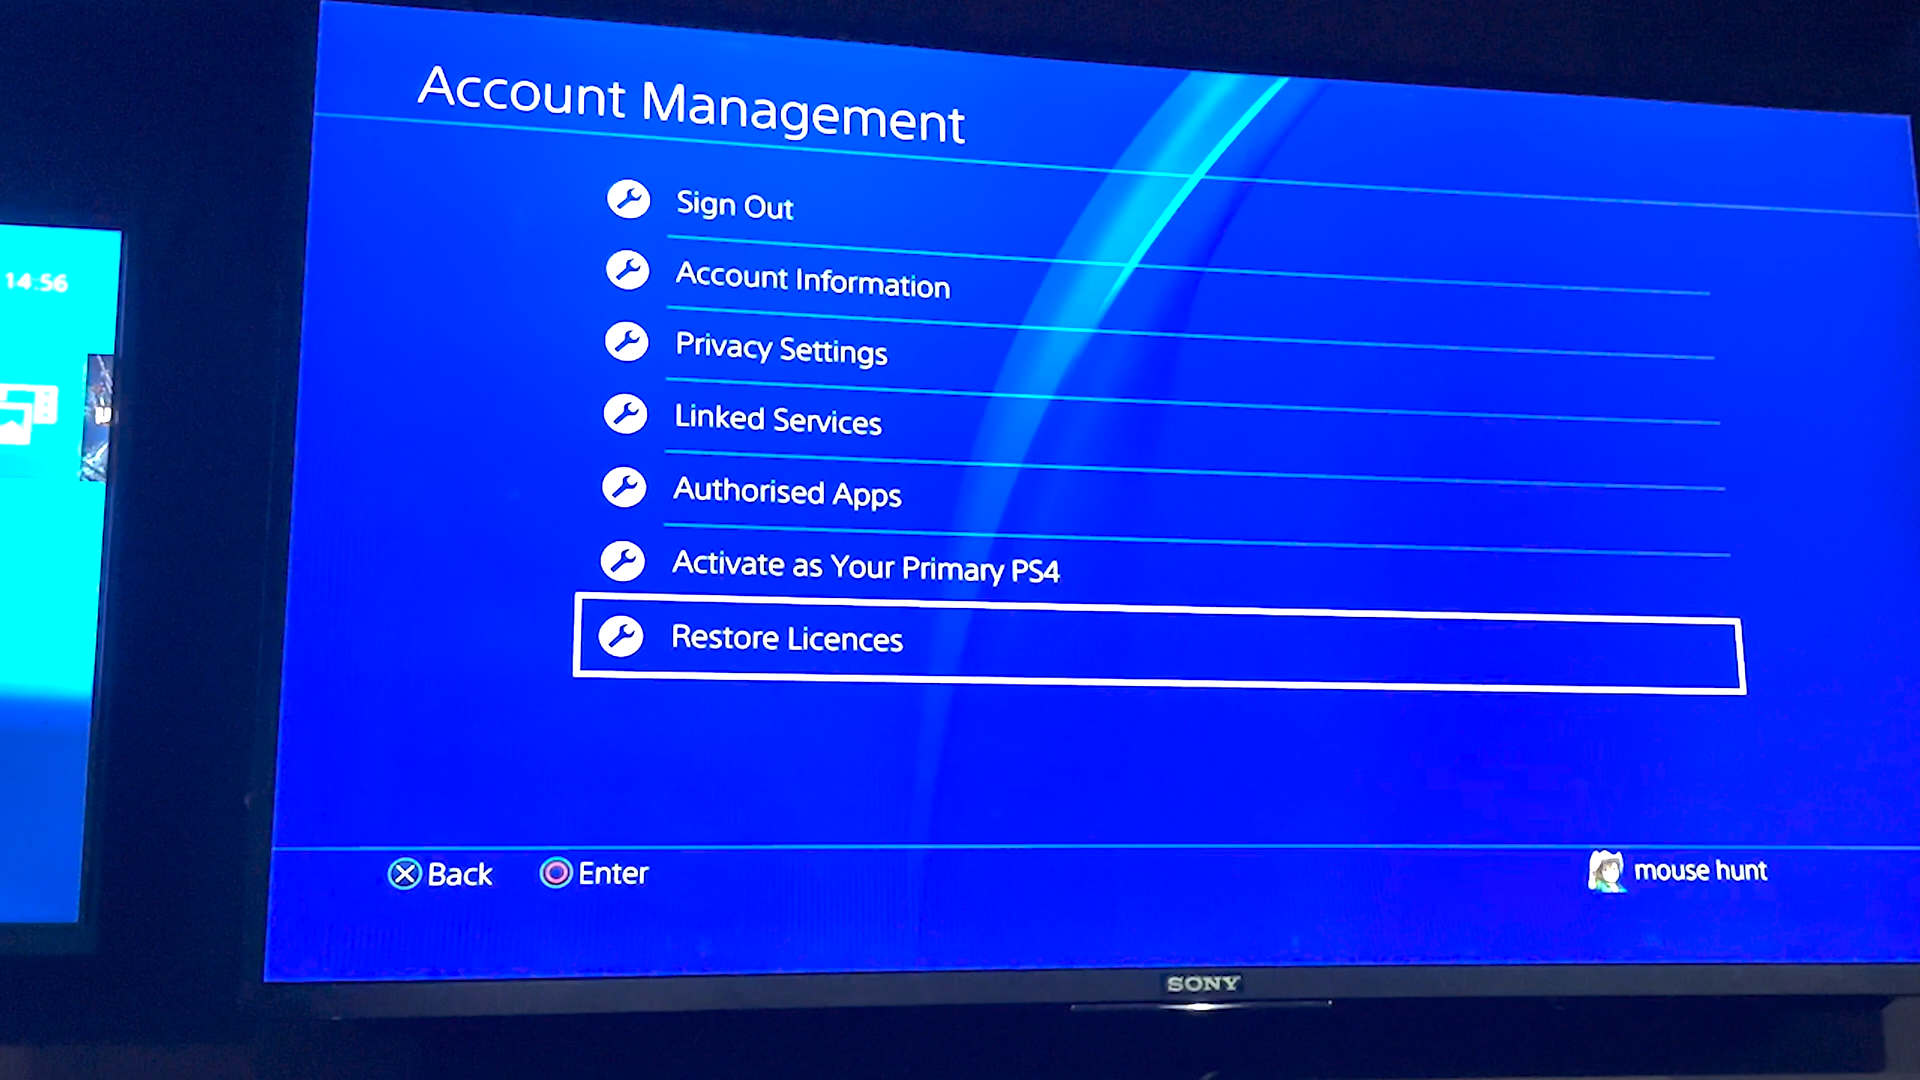 Account Management
14:56
Sign Out
Account Information
Privacy Settings
Linked Services
Authorised Apps
Activate as Your Primary PS4
Restore Licences
Back
Enter
mouse hunt
SONY